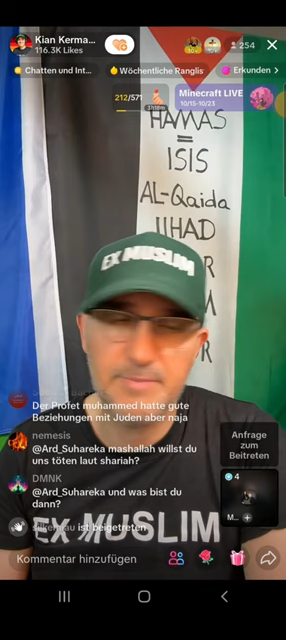 Kian Kerma...
116.3K Likes
254
Chatten und Int...
Wöchentliche Ranglis
Erkunden >
212/571
Minecraft LIVE
10/15-10/23
HAMAS
=
ISIS
AL-Qaida
JIHAD
R
M
R
EX MUSLIM
Der Profet muhammed hatte gute
Beziehungen mit Juden aber naja
nemesis
@Ard_Suhareka mashallah willst du
uns töten laut shariah?
DMNK
@Ard_Suhareka und was bist du
dann?
ist beigetreten
Anfrage
zum
Beitreten
4
M...
EX MUSLIM
Kommentar hinzufügen